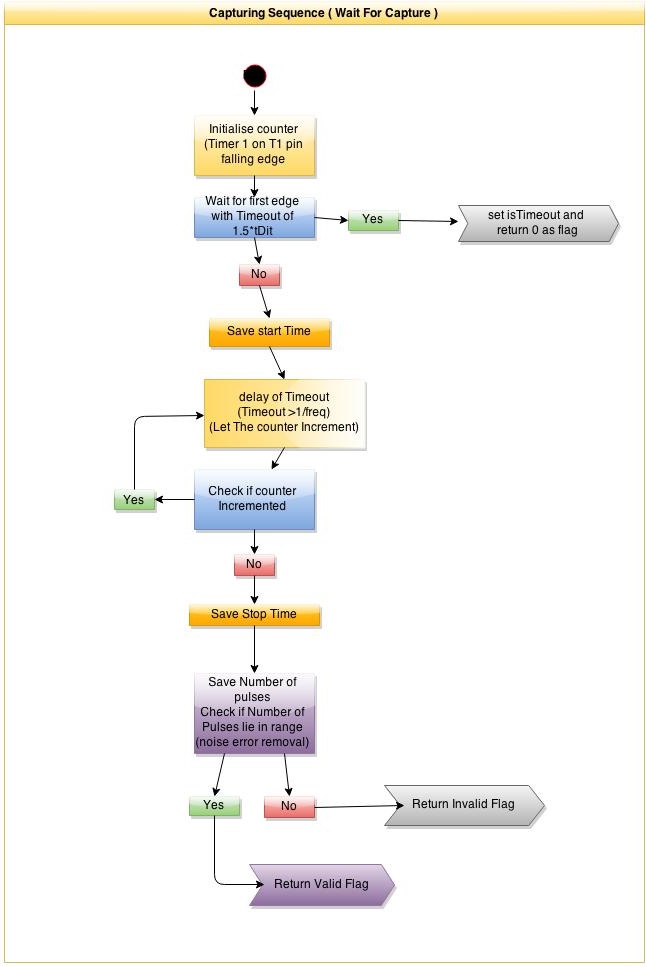 Capturing Sequence ( Wait For Capture )
Initialise counter
(Timer 1 on T1 pin
falling edge
Wait for first edge
with Timeout of
1.5*tDit
Yes
set isTimeout and
return 0 as flag
No
Save start Time
delay of Timeout
(Timeout >1/freq)
(Let The counter Increment)
Yes
Check if counter
Incremented
No
Save Stop Time
Save Number of
pulses
Check if Number of
Pulses lie in range
(noise error removal)
Yes
No
Return Invalid Flag
Return Valid Flag